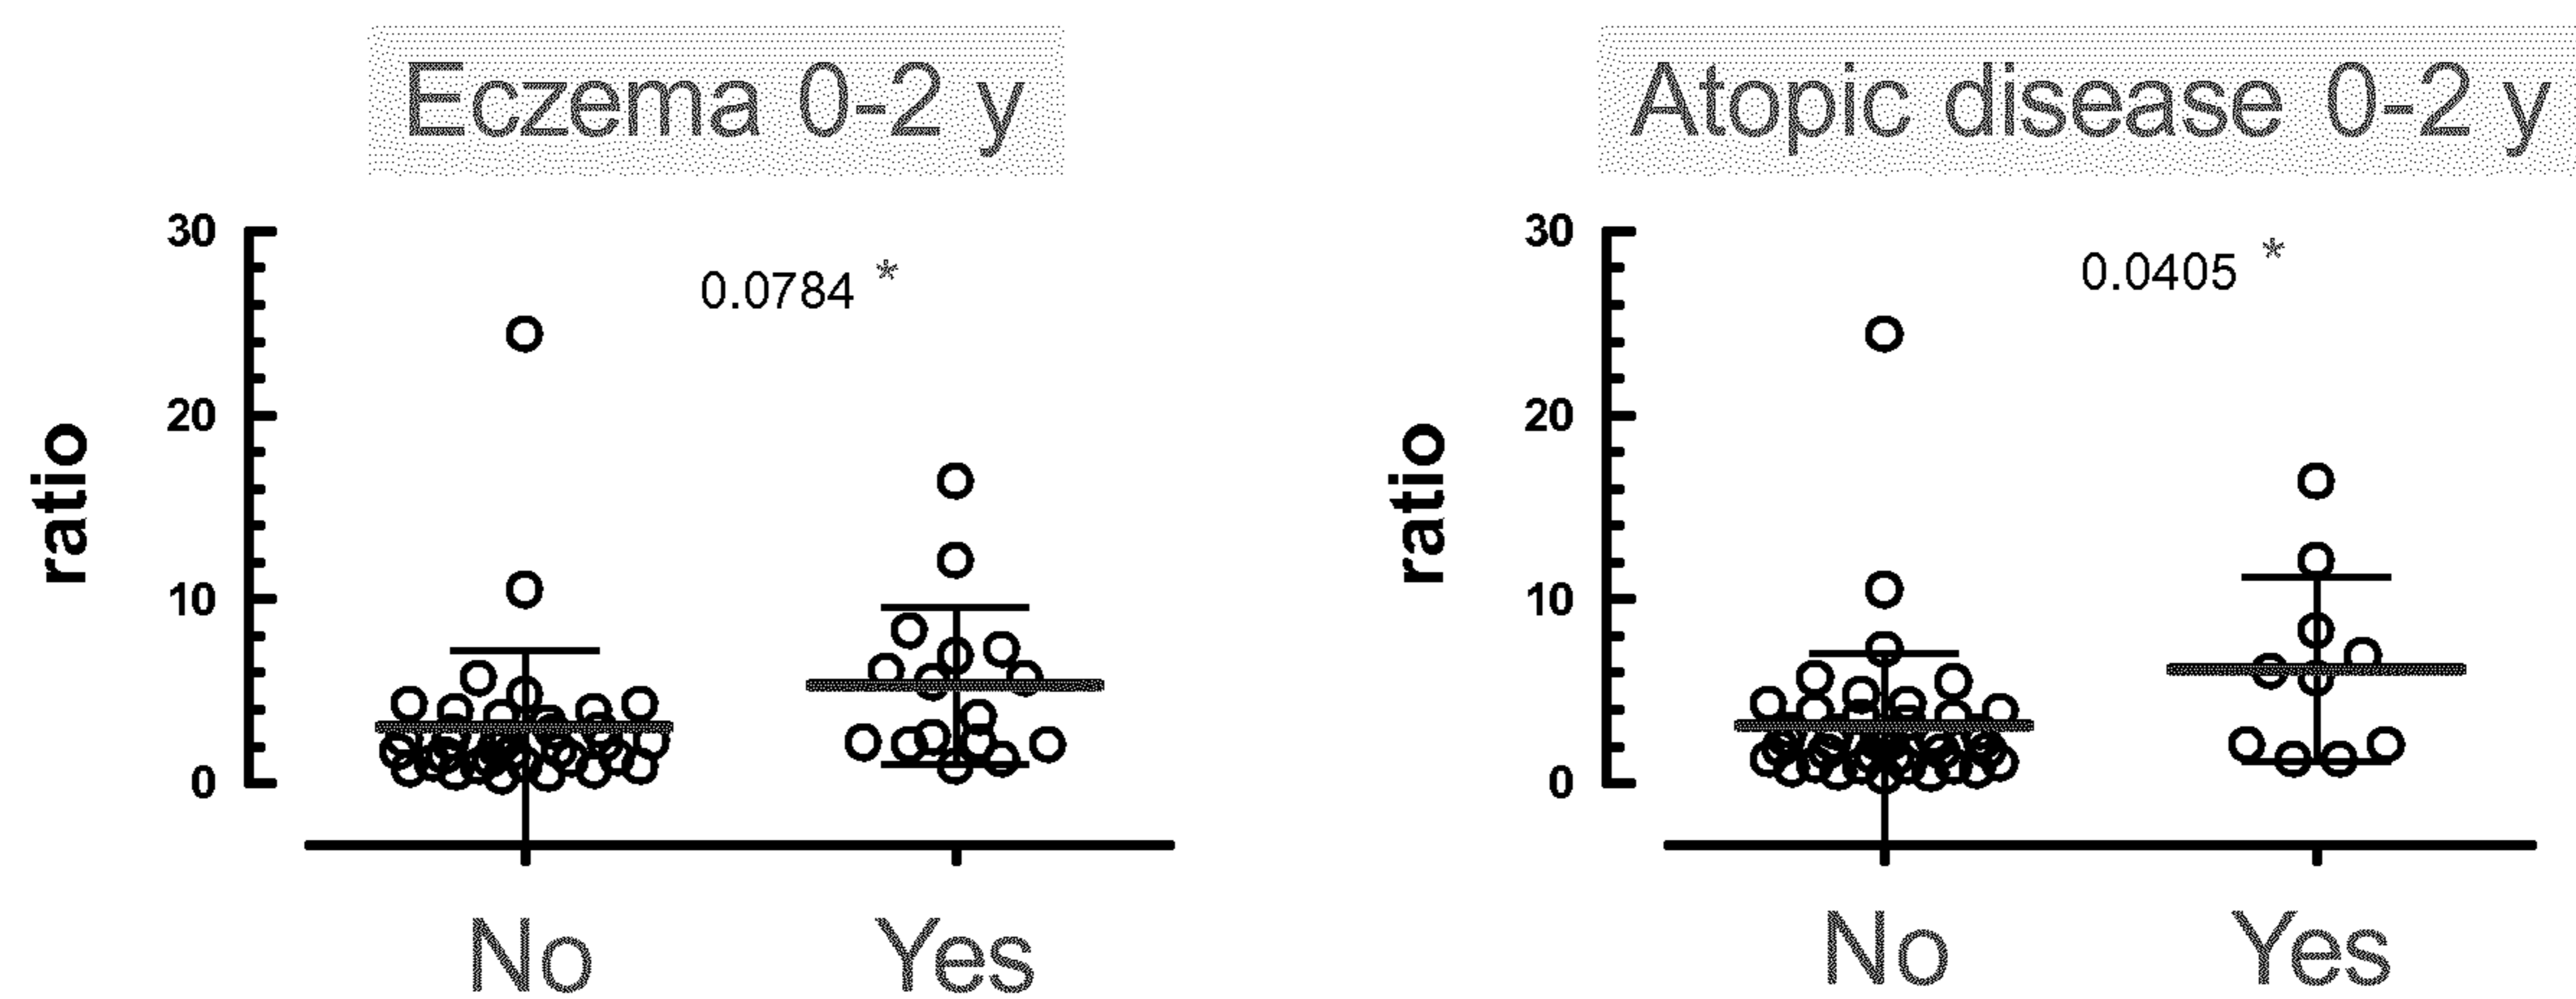 Eczema 0-2 y
30
20
10
0
ratio
0.0784 *
No
Yes
Atopic disease 0-2 y
30
20
10
0
ratio
0.0405 *
No
Yes